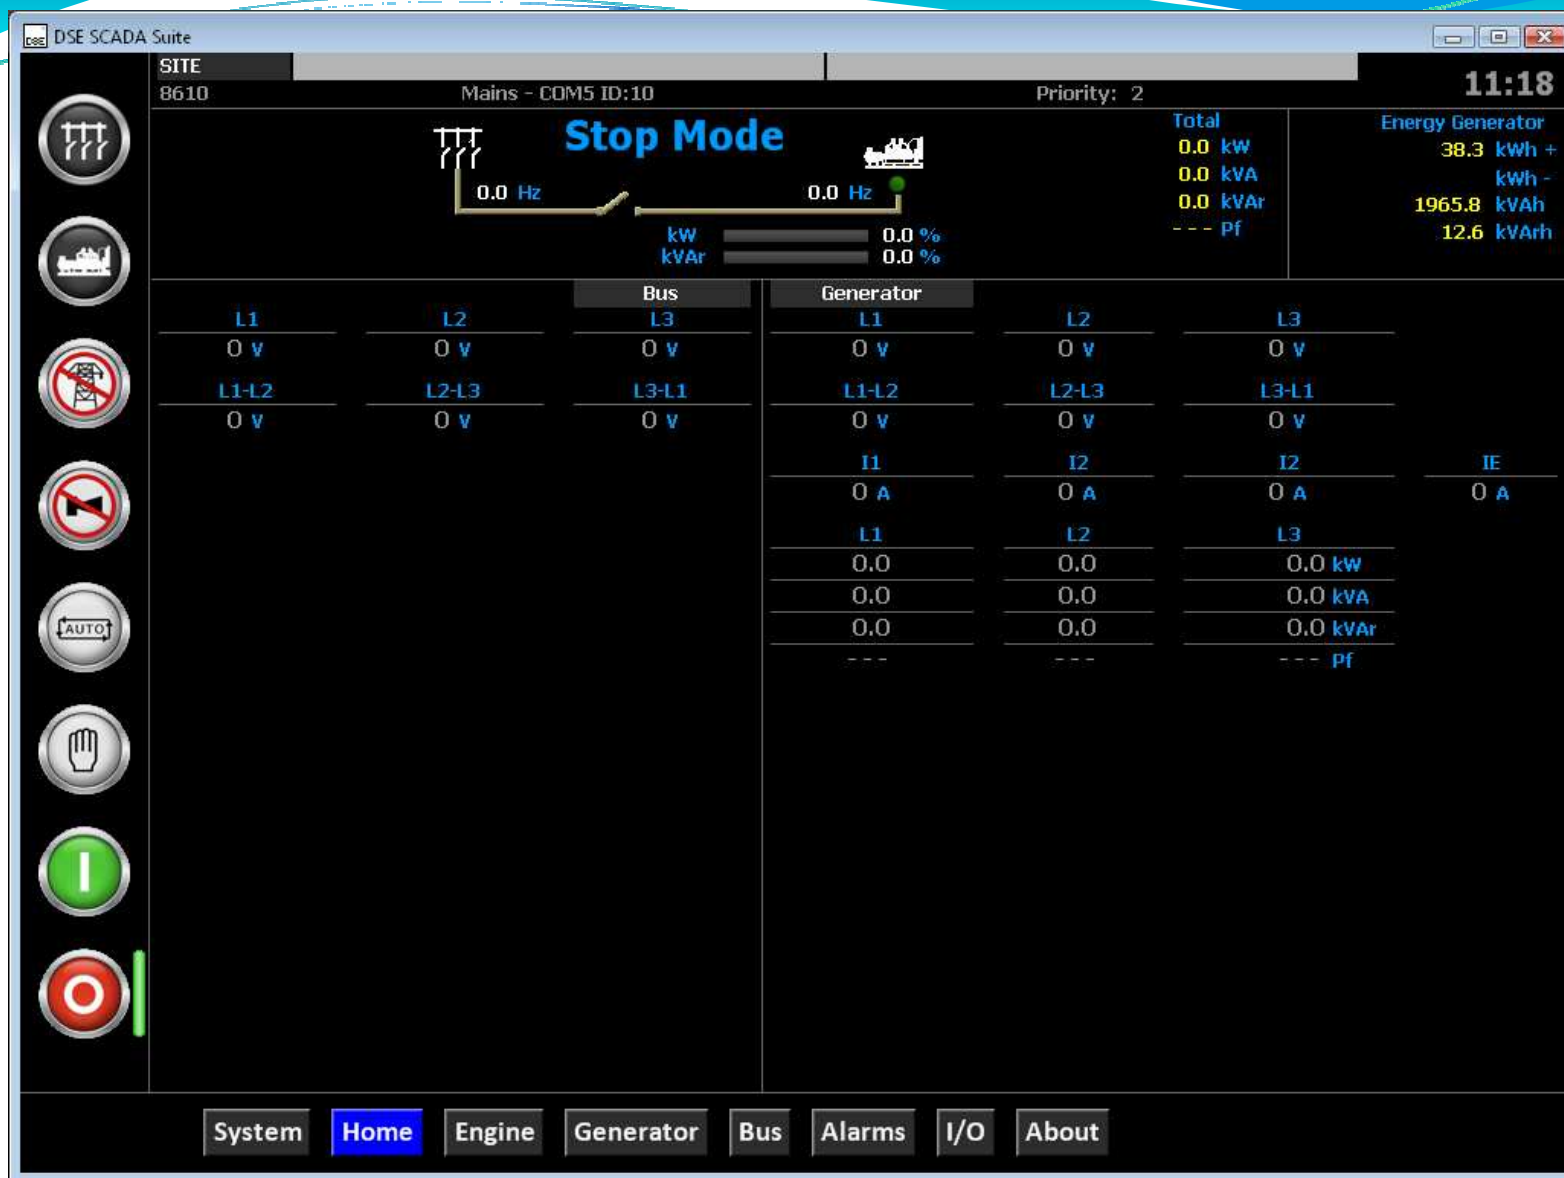 DSE DSE SCADA Suite
SITE
8610 Mains - COM5 ID:10 Priority: 2 11:18
Stop Mode
0.0 Hz 0.0 Hz
kW 0.0 %
kVAr 0.0 %
Total
0.0 kW
0.0 kVA
0.0 kVAr
--- Pf
Energy Generator
38.3 kWh +
kWh -
1965.8 kVAh
12.6 kVArh
Bus
L1 L2 L3
0 V 0 V 0 V
L1-L2 L2-L3 L3-L1
0 V 0 V 0 V
Generator
L1 L2 L3
0 V 0 V 0 V
L1-L2 L2-L3 L3-L1
0 V 0 V 0 V
I1 I2 I2 IE
0 A 0 A 0 A 0 A
L1 L2 L3
0.0 0.0 0.0 kW
0.0 0.0 0.0 kVA
0.0 0.0 0.0 kVAr
--- --- --- Pf
AUTO
System Home Engine Generator Bus Alarms I/O About